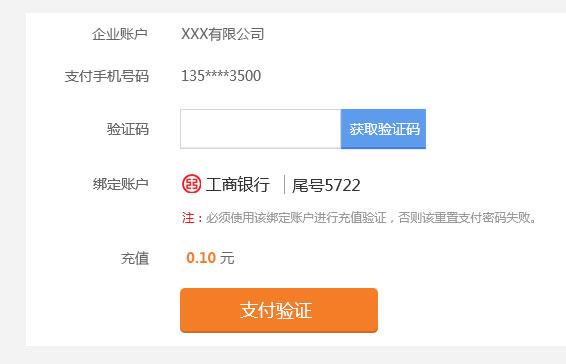 企业账户 XXX有限公司
支付手机号码 135****3500
验证码 获取验证码
绑定账户 工商银行 尾号5722
注：必须使用该绑定账户进行充值验证，否则该重置支付密码失败。
充值 0.10 元
支付验证